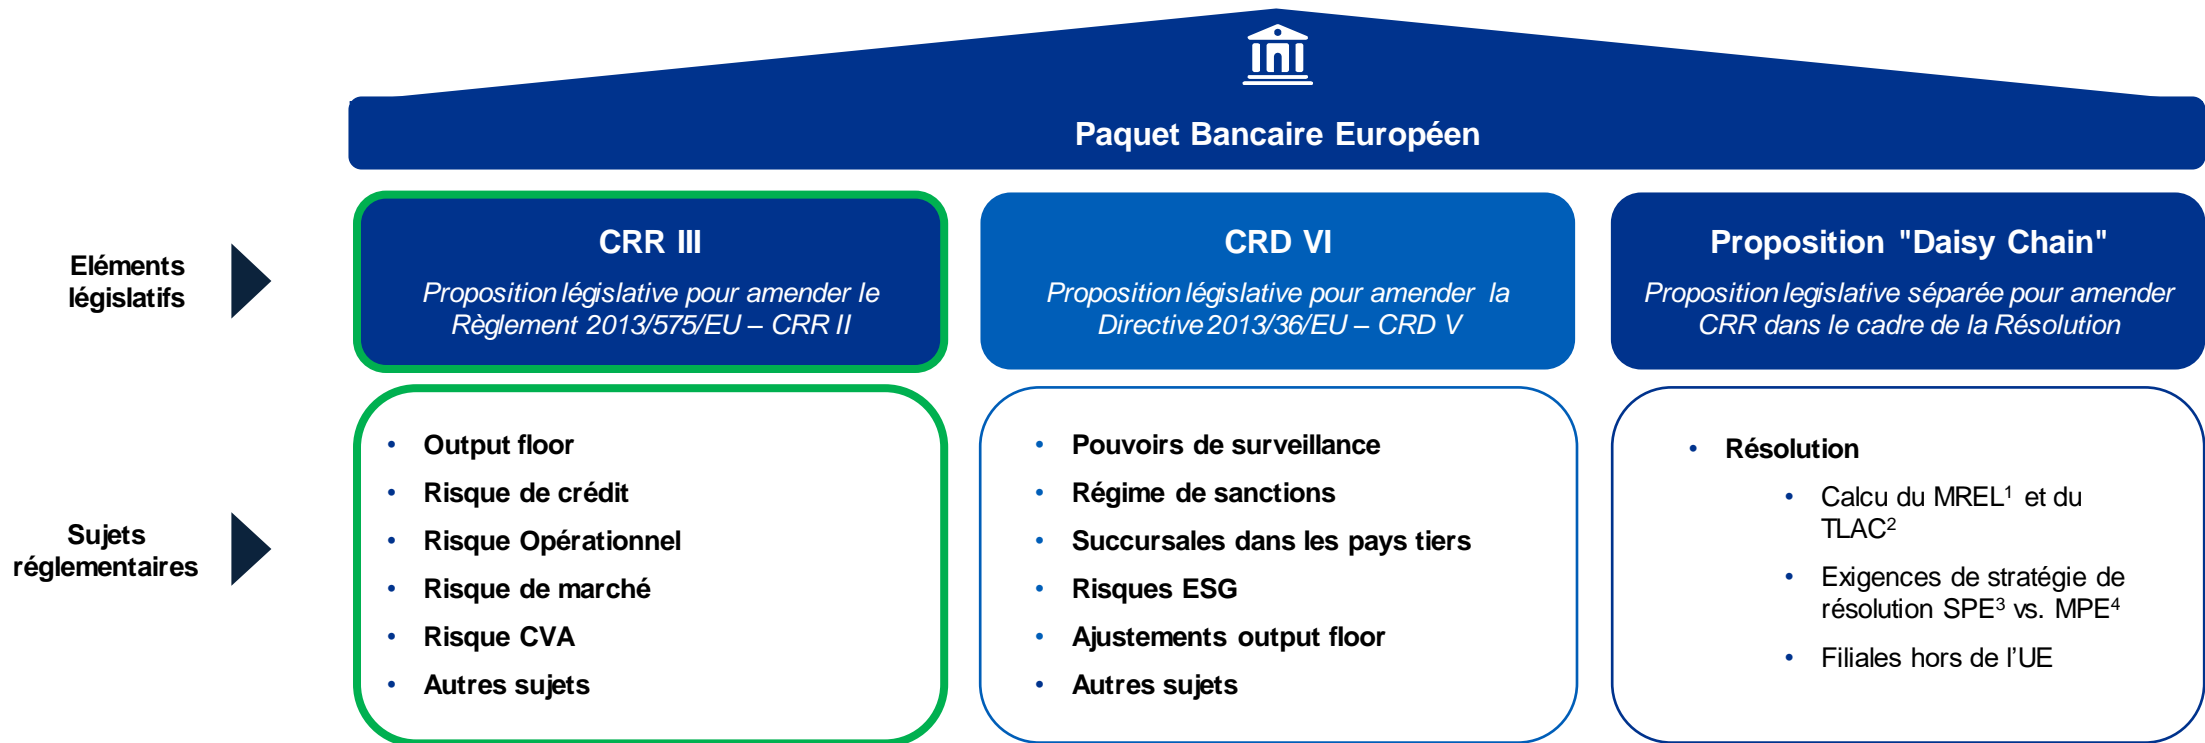 Paquet Bancaire Européen
Eléments
législatifs
CRR III
Proposition législative pour amender le
Règlement 2013/575/EU – CRR II
CRD VI
Proposition législative pour amender la
Directive 2013/36/EU – CRD V
Proposition "Daisy Chain"
Proposition legislative séparée pour amender
CRR dans le cadre de la Résolution
Sujets
réglementaires
• Output floor
• Risque de crédit
• Risque Opérationnel
• Risque de marché
• Risque CVA
• Autres sujets
• Pouvoirs de surveillance
• Régime de sanctions
• Succursales dans les pays tiers
• Risques ESG
• Ajustements output floor
• Autres sujets
• Résolution
• Calcu du MREL¹ et du
TLAC²
• Exigences de stratégie de
résolution SPE³ vs. MPE⁴
• Filiales hors de l’UE